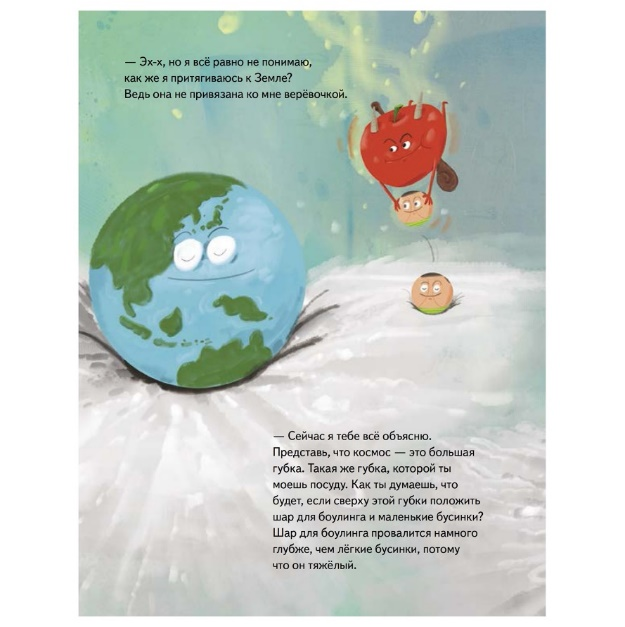 — Эх-х, но я всё равно не понимаю,
как же я притягиваюсь к Земле?
Ведь она не привязана ко мне верёвочкой.
— Сейчас я тебе всё объясню.
Представь, что космос — это большая
губка. Такая же губка, которой ты
моешь посуду. Как ты думаешь, что
будет, если сверху этой губки положить
шар для боулинга и маленькие бусинки?
Шар для боулинга провалится намного
глубже, чем лёгкие бусинки, потому
что он тяжёлый.